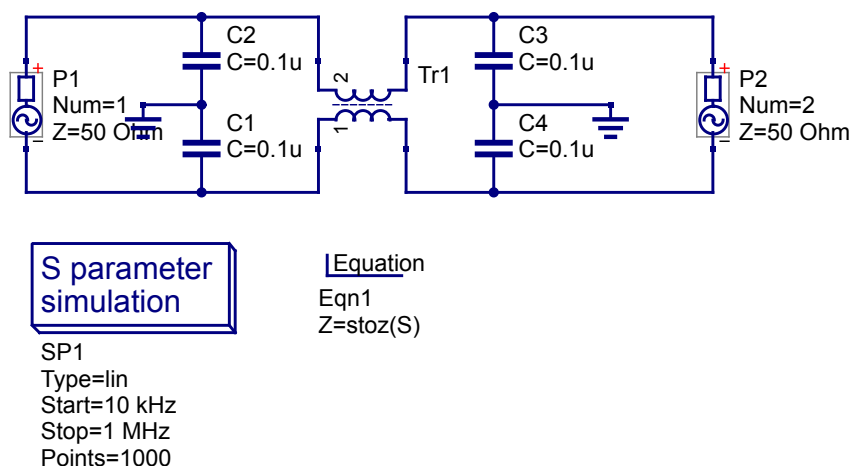 P1
Num=1
Z=50 Ohm
C2
C=0.1u
C1
C=0.1u
2
1
Tr1
C3
C=0.1u
C4
C=0.1u
P2
Num=2
Z=50 Ohm
S parameter
simulation
SP1
Type=lin
Start=10 kHz
Stop=1 MHz
Points=1000
Equation
Eqn1
Z=stoz(S)